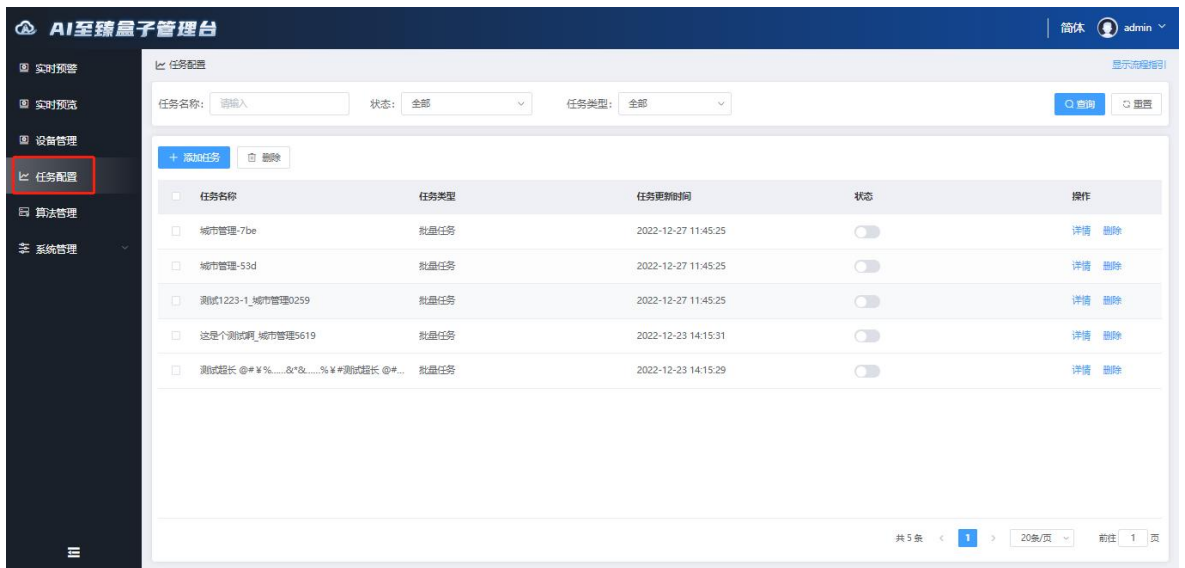 AI至臻盒子管理台
简体 admin
实时预警
实时预览
设备管理
任务配置
算法管理
系统管理
任务配置 显示流程指引
任务名称: 请输入 状态: 全部 任务类型: 全部 查询 重置
+ 添加任务 删除
任务名称 任务类型 任务更新时间 状态 操作
城市管理-7be 批量任务 2022-12-27 11:45:25 详情 删除
城市管理-53d 批量任务 2022-12-27 11:45:25 详情 删除
测试1223-1_城市管理0259 批量任务 2022-12-27 11:45:25 详情 删除
这是个测试啊_城市管理5619 批量任务 2022-12-23 14:15:31 详情 删除
测试超长 @#¥%……&*&……%¥#测试超长 @#... 批量任务 2022-12-23 14:15:29 详情 删除
共5条 < 1 > 20条/页 前往 1 页